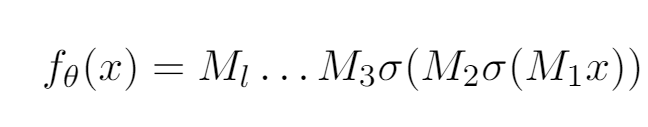 f_θ(x) = M_l … M_3σ(M_2σ(M_1x))